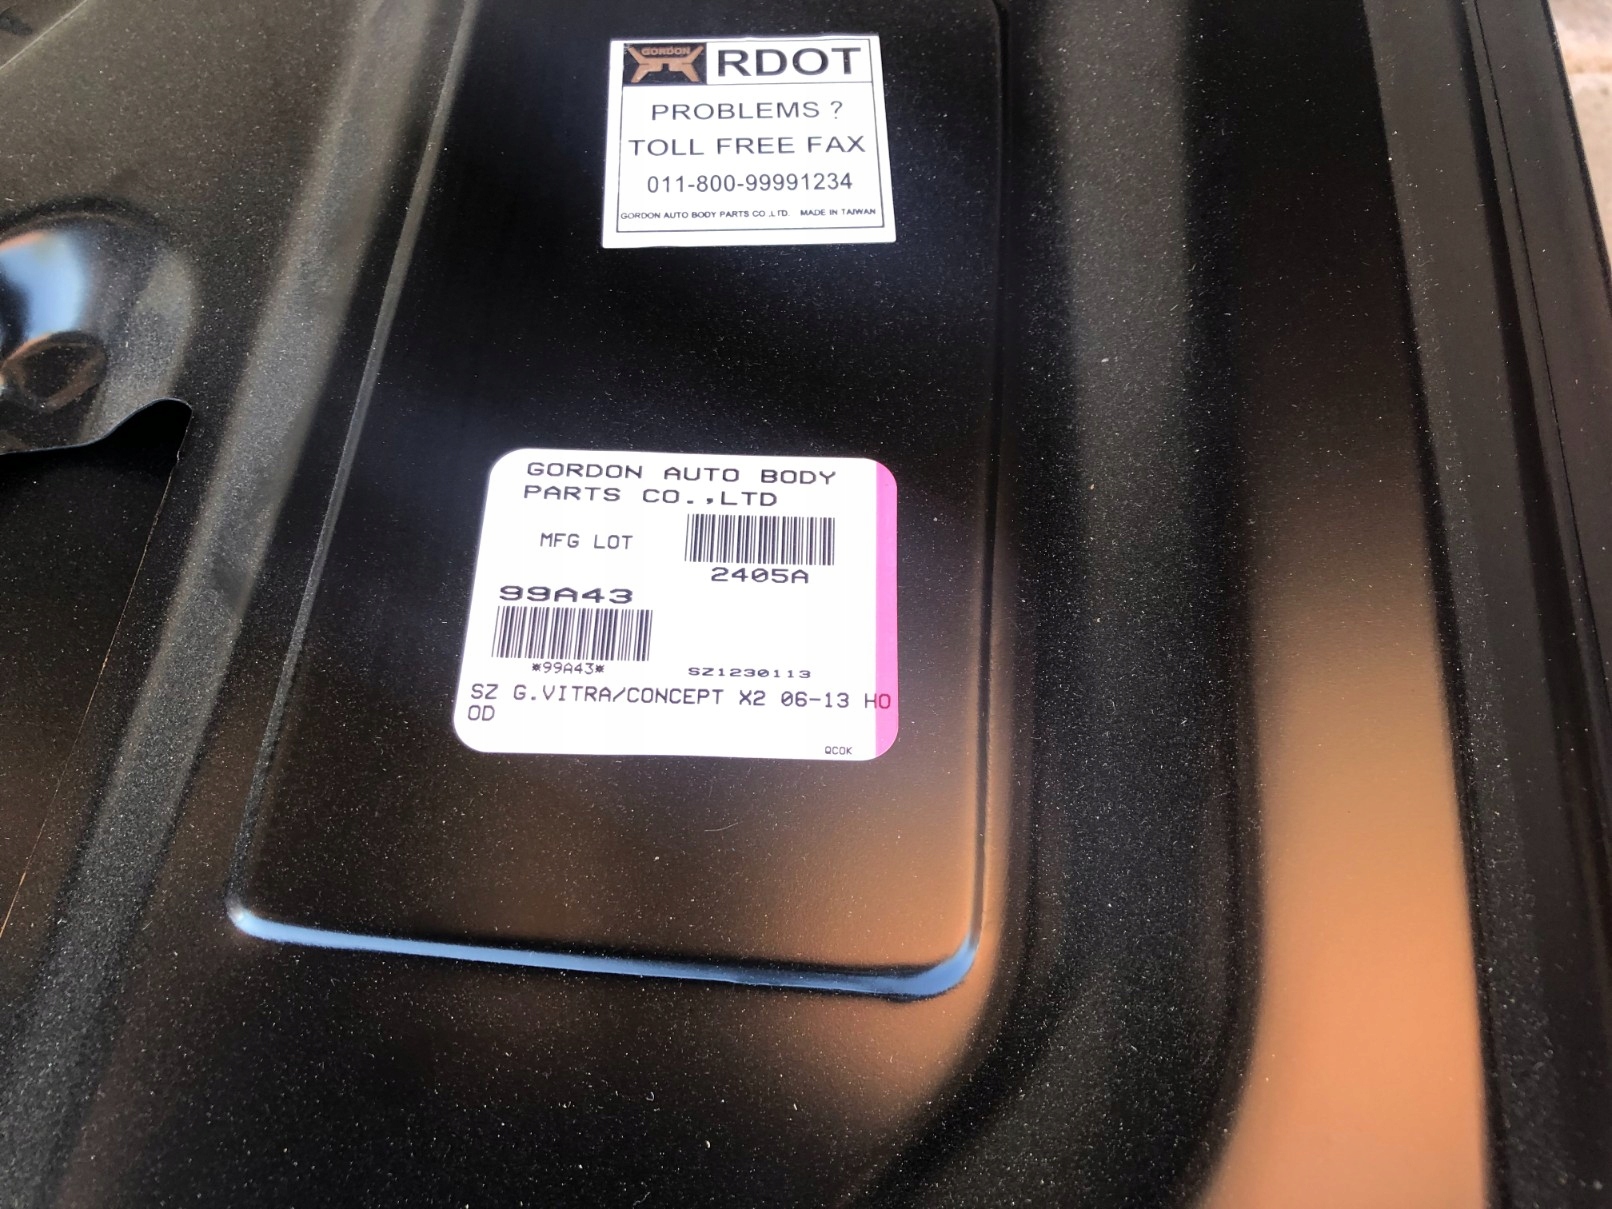 GORDON RDOT
PROBLEMS ?
TOLL FREE FAX
011-800-99991234
GORDON AUTO BODY PARTS CO.,LTD. MADE IN TAIWAN
GORDON AUTO BODY
PARTS CO.,LTD
MFG LOT
2405A
99A43
*99A43*
SZ1230113
SZ G.VITRA/CONCEPT X2 06-13 HO
OD
QCOK